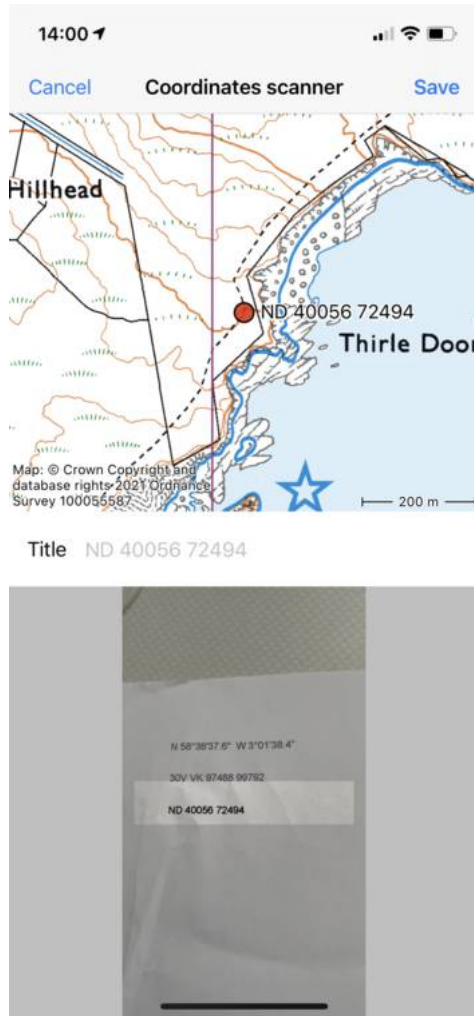 14:00
Cancel Coordinates scanner Save
Hillhead
ND 40056 72494
Thirle Door
Map: © Crown Copyright and
database rights 2021 Ordnance
Survey 100055587
200 m
Title ND 40056 72494
N 58°38'37.6" W 3°01'38.4"
30V VK 97488 99792
ND 40056 72494